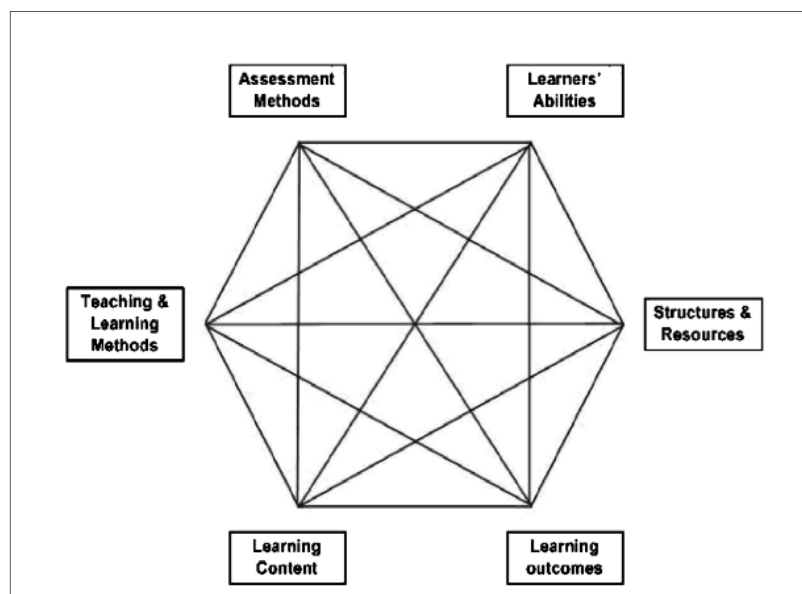 Assessment
Methods
Learners'
Abilities
Teaching &
Learning
Methods
Structures &
Resources
Learning
Content
Learning
outcomes